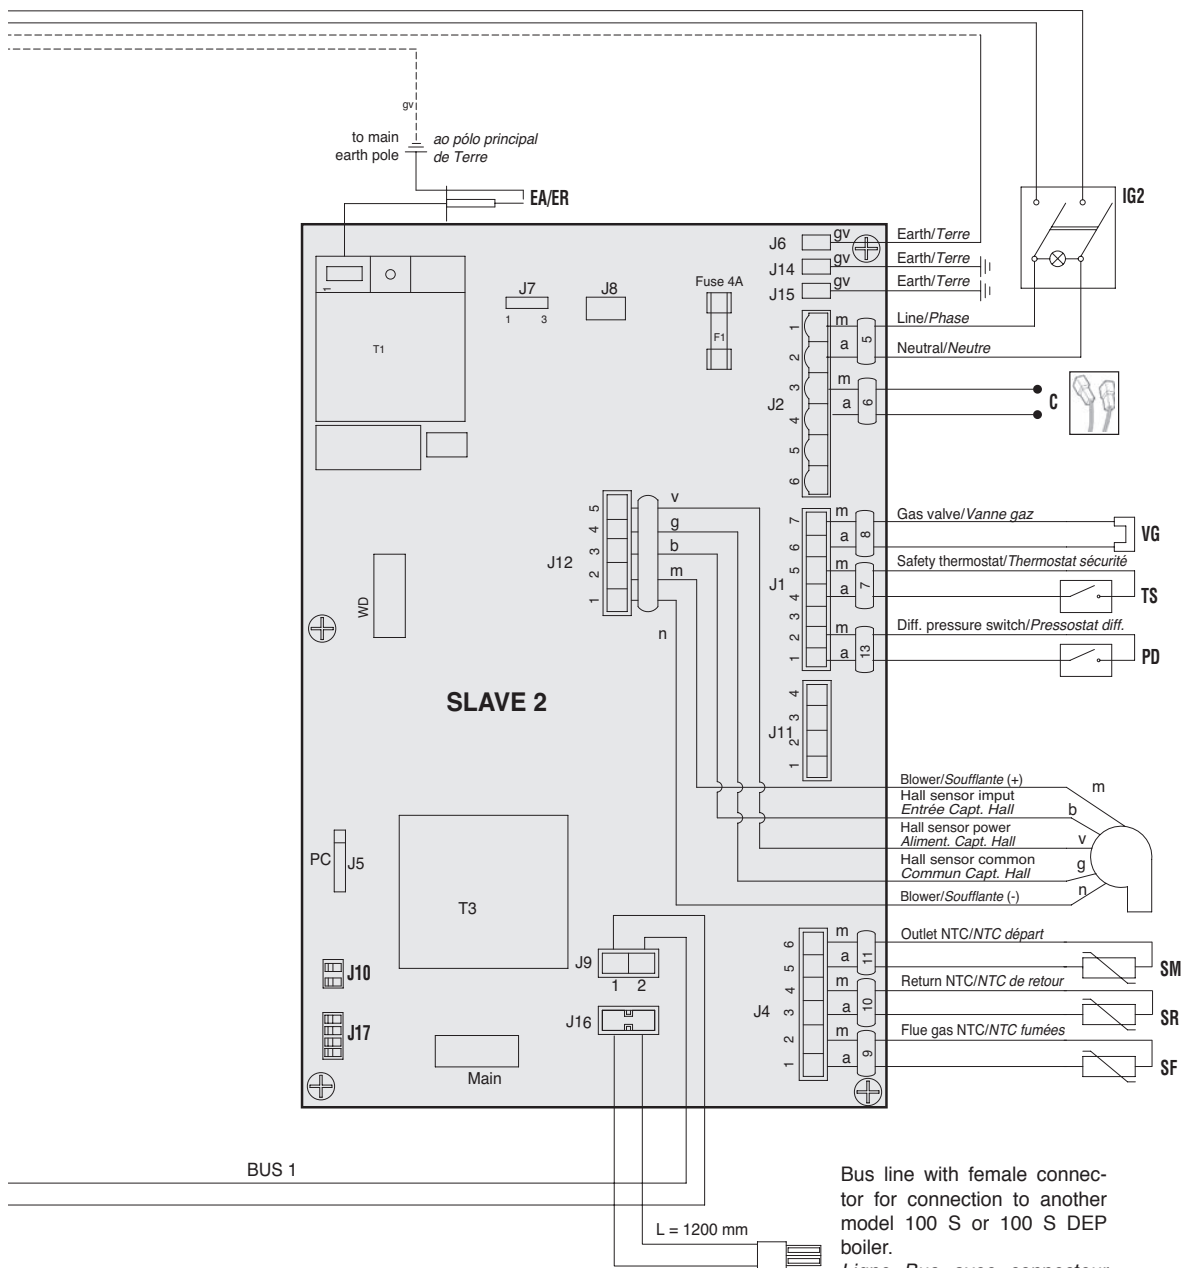 gv
to main
earth pole
ao pólo principal
de Terre
EA/ER
IG2
J6
gv
Earth/Terre
J14
gv
Earth/Terre
J15
gv
Earth/Terre
1
T1
J7
1 3
J8
Fuse 4A
F1
1
m
Line/Phase
5
2
a
Neutral/Neutre
3
m
J2
a
6
C
4
5
6
5
4
3
2
1
J12
v
g
b
m
n
7
m
Gas valve/Vanne gaz
a
8
VG
6
5
m
Safety thermostat/Thermostat sécurité
J1
a
7
TS
4
3
2
m
Diff. pressure switch/Pressostat diff.
1
a
13
PD
WD
SLAVE 2
4
3
J11
2
1
Blower/Soufflante (+)
m
Hall sensor imput
Entrée Capt. Hall
b
Hall sensor power
Aliment. Capt. Hall
v
Hall sensor common
Commun Capt. Hall
g
Blower/Soufflante (-)
n
PC
J5
T3
J9
1 2
J10
J16
J17
Main
6
m
Outlet NTC/NTC départ
5
a
11
SM
4
m
Return NTC/NTC de retour
J4
3
a
10
SR
2
m
Flue gas NTC/NTC fumées
1
a
9
SF
BUS 1
L = 1200 mm
Bus line with female connec-
tor for connection to another
model 100 S or 100 S DEP
boiler.
Ligne Bus avec connecteur